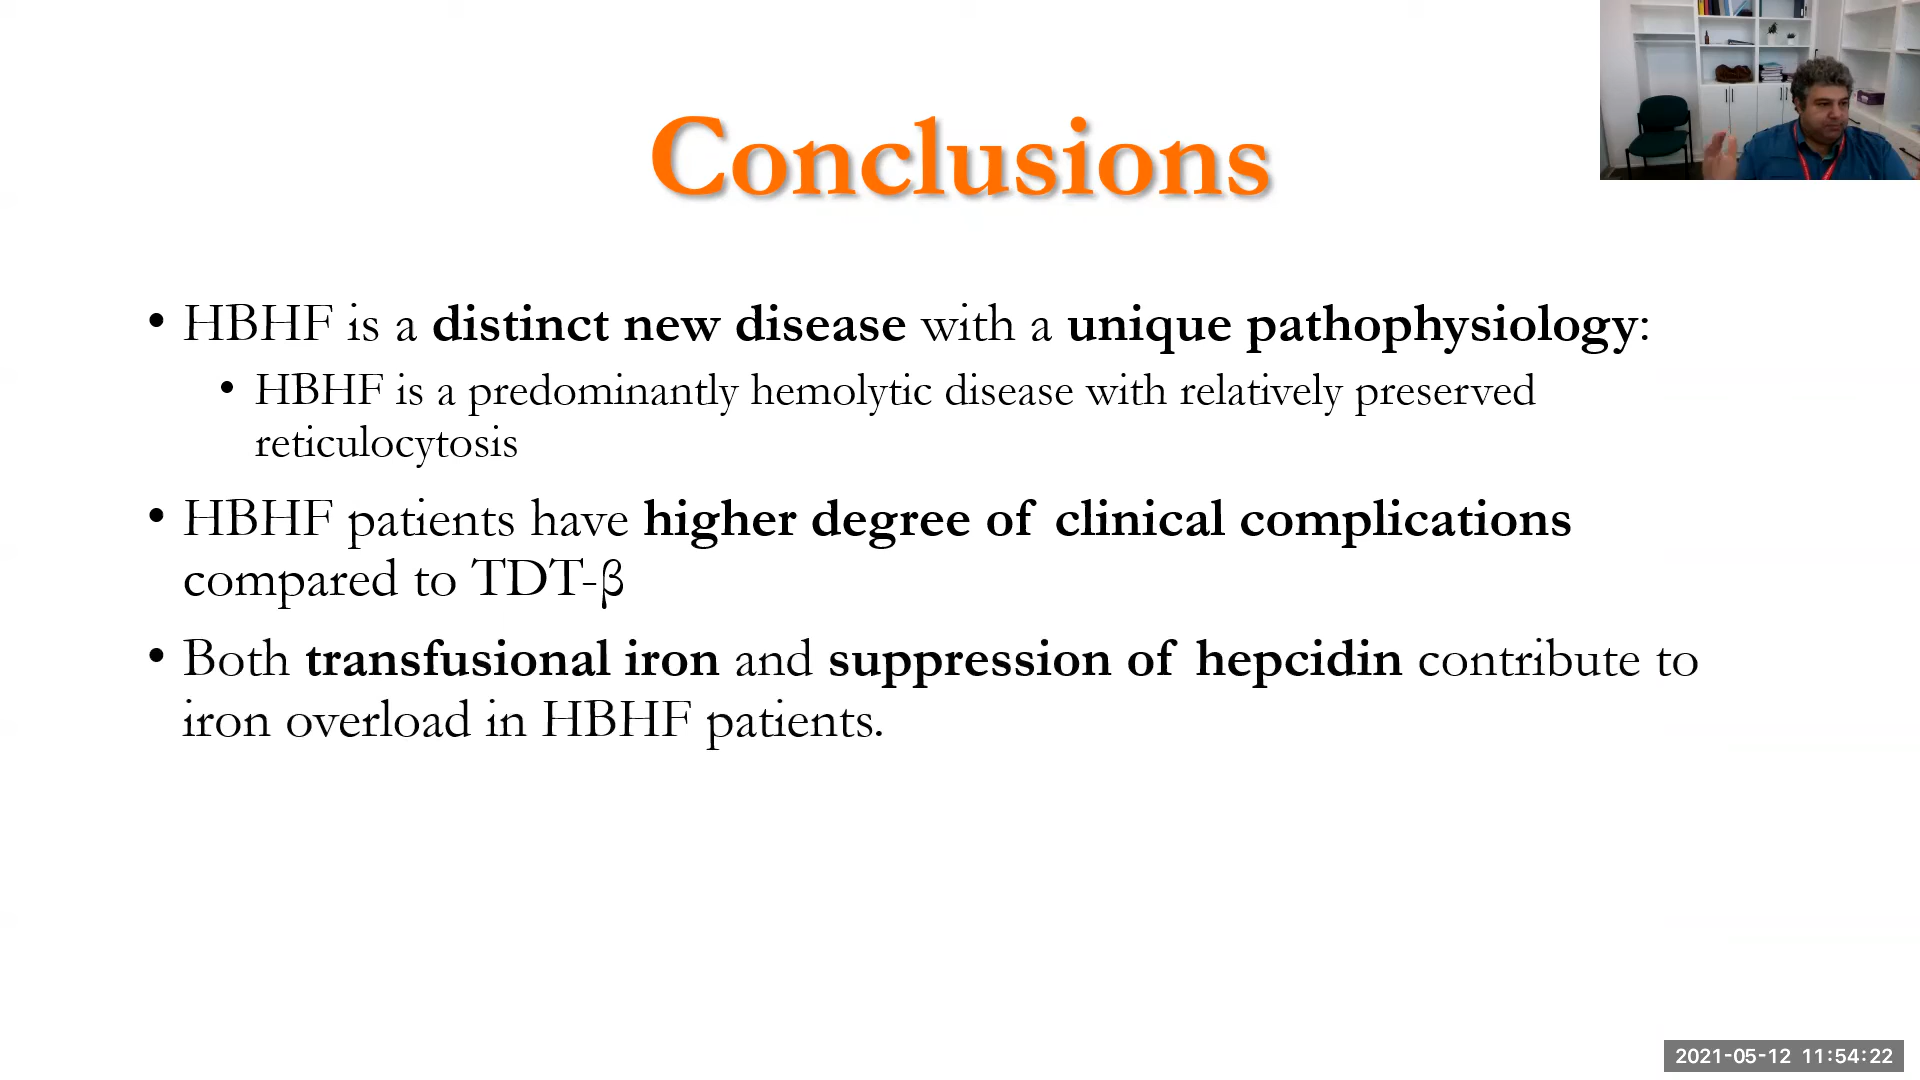 Conclusions
• HBHF is a distinct new disease with a unique pathophysiology:
• HBHF is a predominantly hemolytic disease with relatively preserved
reticulocytosis
• HBHF patients have higher degree of clinical complications
compared to TDT-β
• Both transfusional iron and suppression of hepcidin contribute to
iron overload in HBHF patients.
2021-05-12 11:54:22